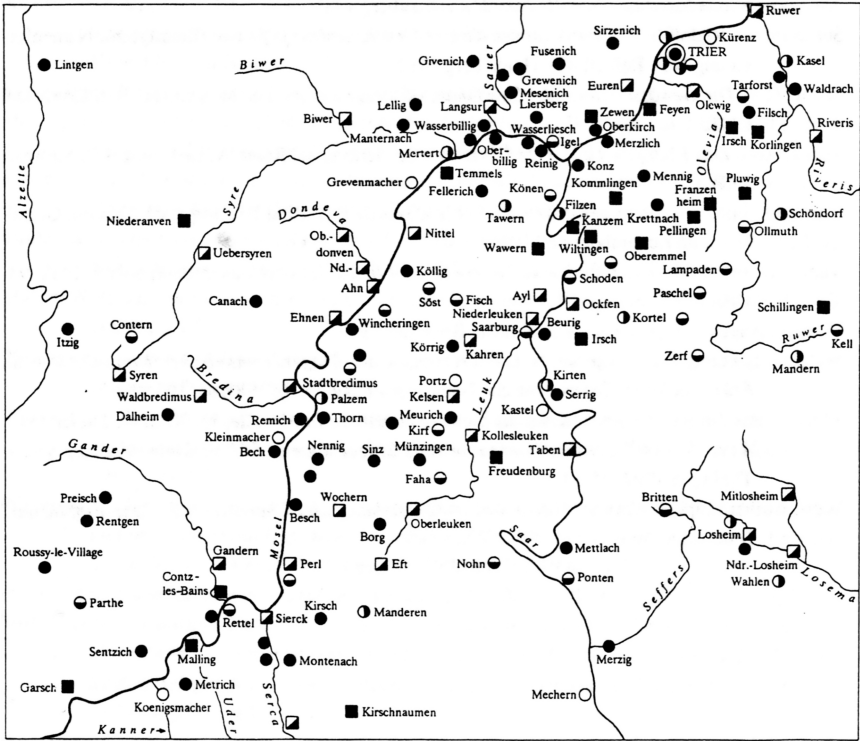 Ruwer
Sirzenich
Kürenz
TRIER
Lintgen
Biwer
Givenich
Sauer
Fusenich
Kasel
Grewenich
Mesenich
Euren
Tarforst
Waldrach
Lellig
Langsur
Liersberg
Zewen
Feyen
Olewig
Filsch
Biwer
Wasserbillig
Wasserliesch
Oberkirch
Irsch
Korlingen
Riveris
Manternach
Mertert
Ober-
billig
Igel
Reinig
Merzlich
Olevia
Temmels
Konz
Riveris
Alzette
Syre
Grevenmacher
Fellerich
Könen
Kommlingen
Mennig
Franzen
heim
Pluwig
Dondeva
Tawern
Filzen
Krettnach
Schöndorf
Niederanven
Kanzem
Pellingen
Ollmuth
Ob.-
donven
Nittel
Wawern
Wiltingen
Oberemmel
Uebersyren
Nd.-
Köllig
Schoden
Lampaden
Ahn
Söst
Fisch
Ayl
Ockfen
Paschel
Canach
Ehnen
Niederleuken
Schillingen
Contern
Wincheringen
Saarburg
Beurig
Kortel
Ruwer
Itzig
Körrig
Kahren
Irsch
Kell
Zerf
Mandern
Syren
Bredina
Stadtbredimus
Portz
Leuk
Kirten
Waldbredimus
Palzem
Kelsen
Serrig
Dalheim
Remich
Thorn
Meurich
Kastel
Kleinmacher
Kirf
Kollesleuken
Gander
Bech
Nennig
Sinz
Münzingen
Taben
Freudenburg
Faha
Preisch
Wochern
Britten
Mitlosheim
Rentgen
Besch
Oberleuken
Mosel
Borg
Saar
Losheim
Roussy-le-Village
Gandern
Perl
Eft
Nohn
Mettlach
Ndr.-Losheim
Contz-
les-Bains
Ponten
Seffers
Wahlen
Losema
Parthe
Rettel
Sierck
Kirsch
Manderen
Sentzich
Malling
Montenach
Merzig
Garsch
Metrich
Mechern
Koenigsmacher
Uder
Serca
Kirschnaumen
Kanner